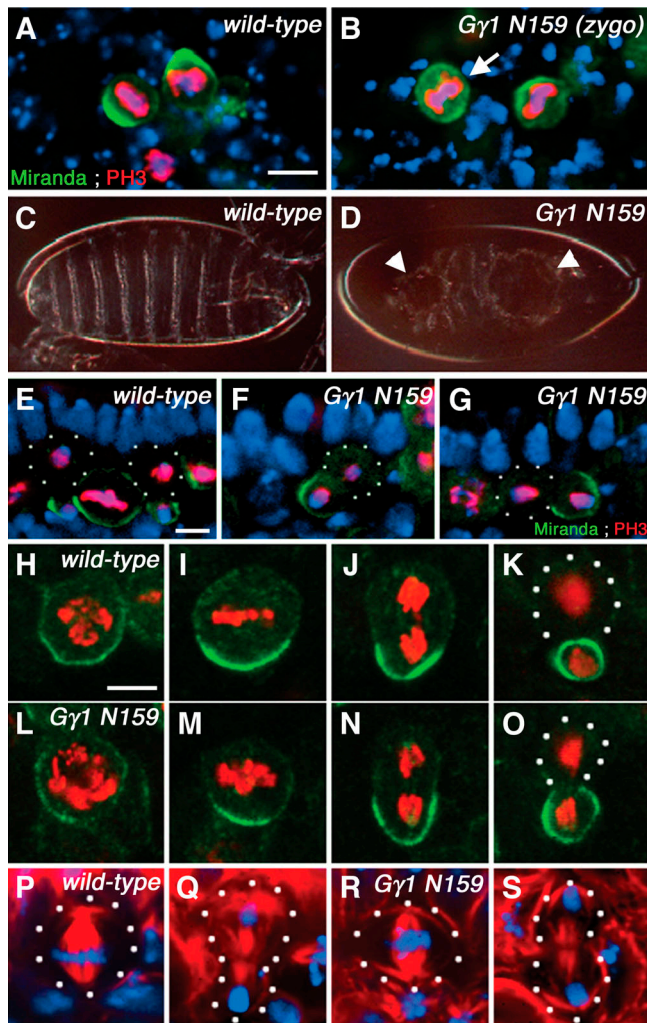 A wild-type
B Gγ1 N159 (zygo)
Miranda ; PH3
C wild-type
D Gγ1 N159
E wild-type
F Gγ1 N159
G Gγ1 N159
Miranda ; PH3
H wild-type
I
J
K
L Gγ1 N159
M
N
O
P wild-type
Q
R Gγ1 N159
S